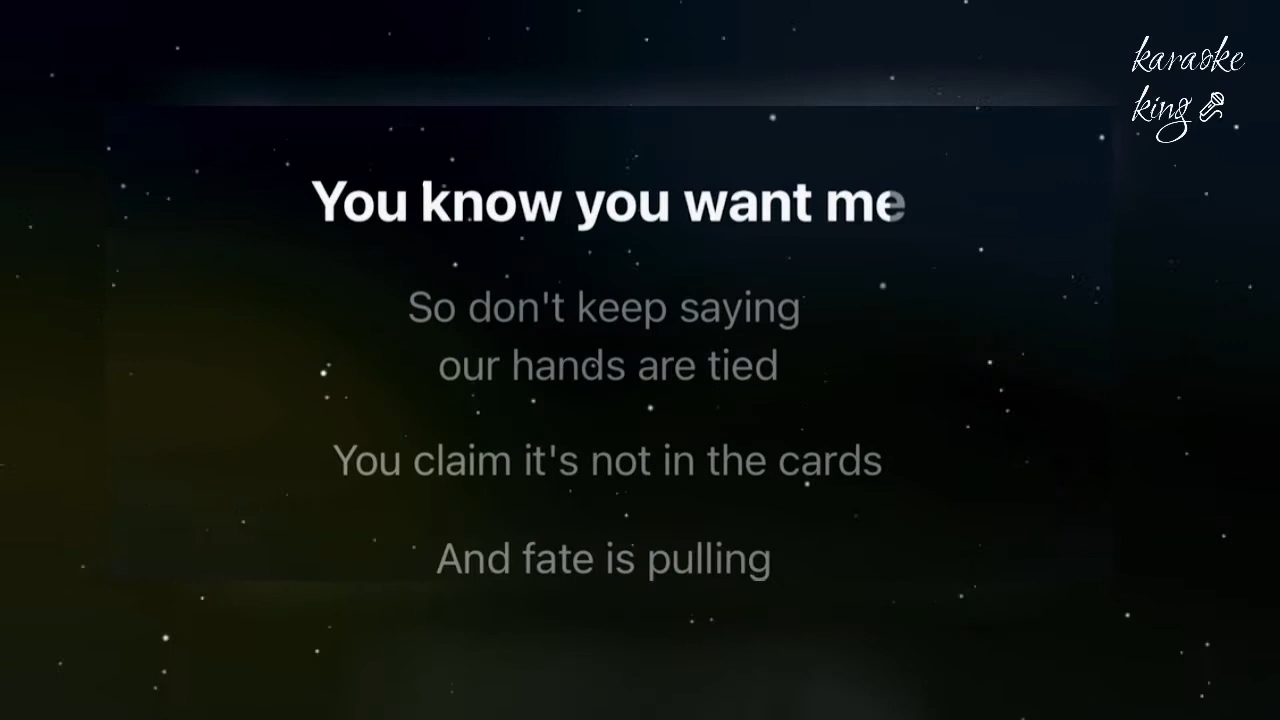 karaoke
king
You know you want me
So don't keep saying
our hands are tied
You claim it's not in the cards
And fate is pulling